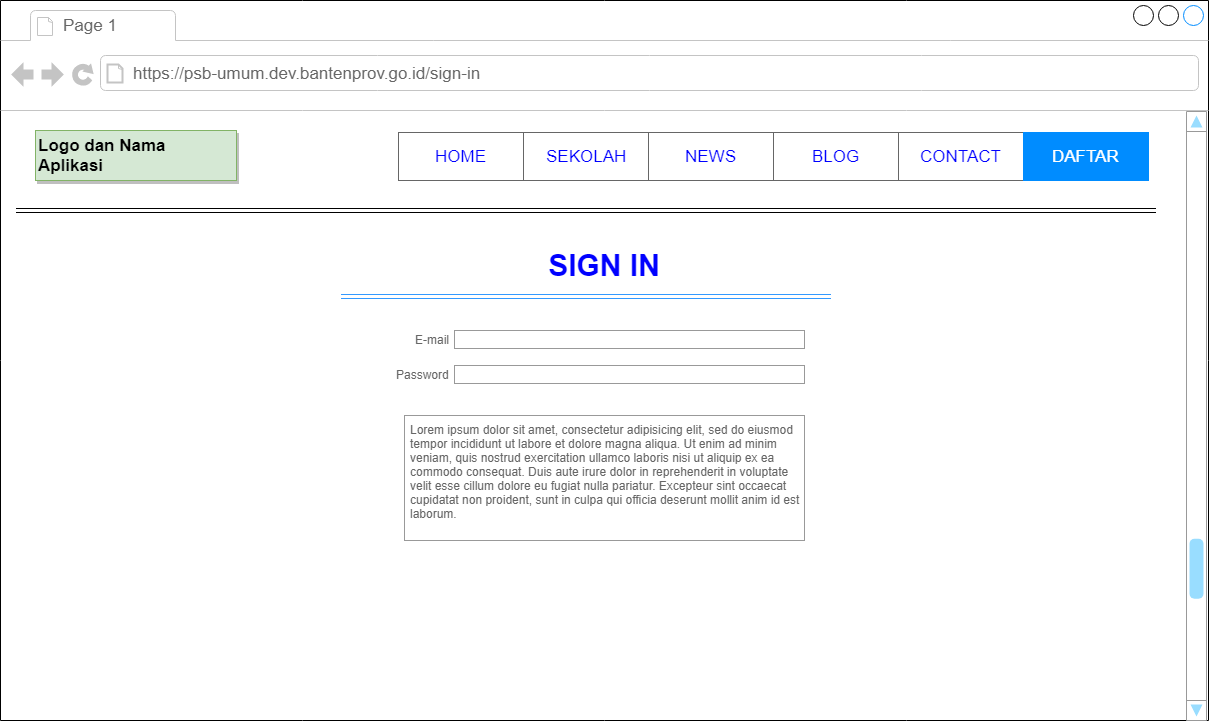 Page 1
https://psb-umum.dev.bantenprov.go.id/sign-in
Logo dan Nama
Aplikasi
HOME
SEKOLAH
NEWS
BLOG
CONTACT
DAFTAR
SIGN IN
E-mail
Password
Lorem ipsum dolor sit amet, consectetur adipisicing elit, sed do eiusmod
tempor incididunt ut labore et dolore magna aliqua. Ut enim ad minim
veniam, quis nostrud exercitation ullamco laboris nisi ut aliquip ex ea
commodo consequat. Duis aute irure dolor in reprehenderit in voluptate
velit esse cillum dolore eu fugiat nulla pariatur. Excepteur sint occaecat
cupidatat non proident, sunt in culpa qui officia deserunt mollit anim id est
laborum.